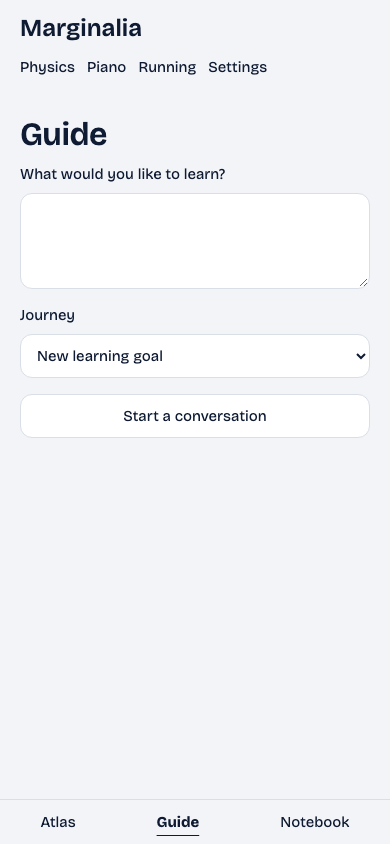 Marginalia
Physics Piano Running Settings
Guide
What would you like to learn?
Journey
New learning goal
Start a conversation
Atlas Guide Notebook